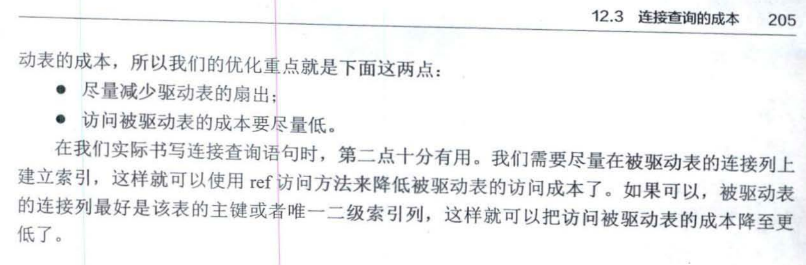 12.3 连接查询的成本 205
动表的成本，所以我们的优化重点就是下面这两点：
● 尽量减少驱动表的扇出；
● 访问被驱动表的成本要尽量低。
在我们实际书写连接查询语句时，第二点十分有用。我们需要尽量在被驱动表的连接列上
建立索引，这样就可以使用 ref 访问方法来降低被驱动表的访问成本了。如果可以，被驱动表
的连接列最好是该表的主键或者唯一二级索引列，这样就可以把访问被驱动表的成本降至更
低了。